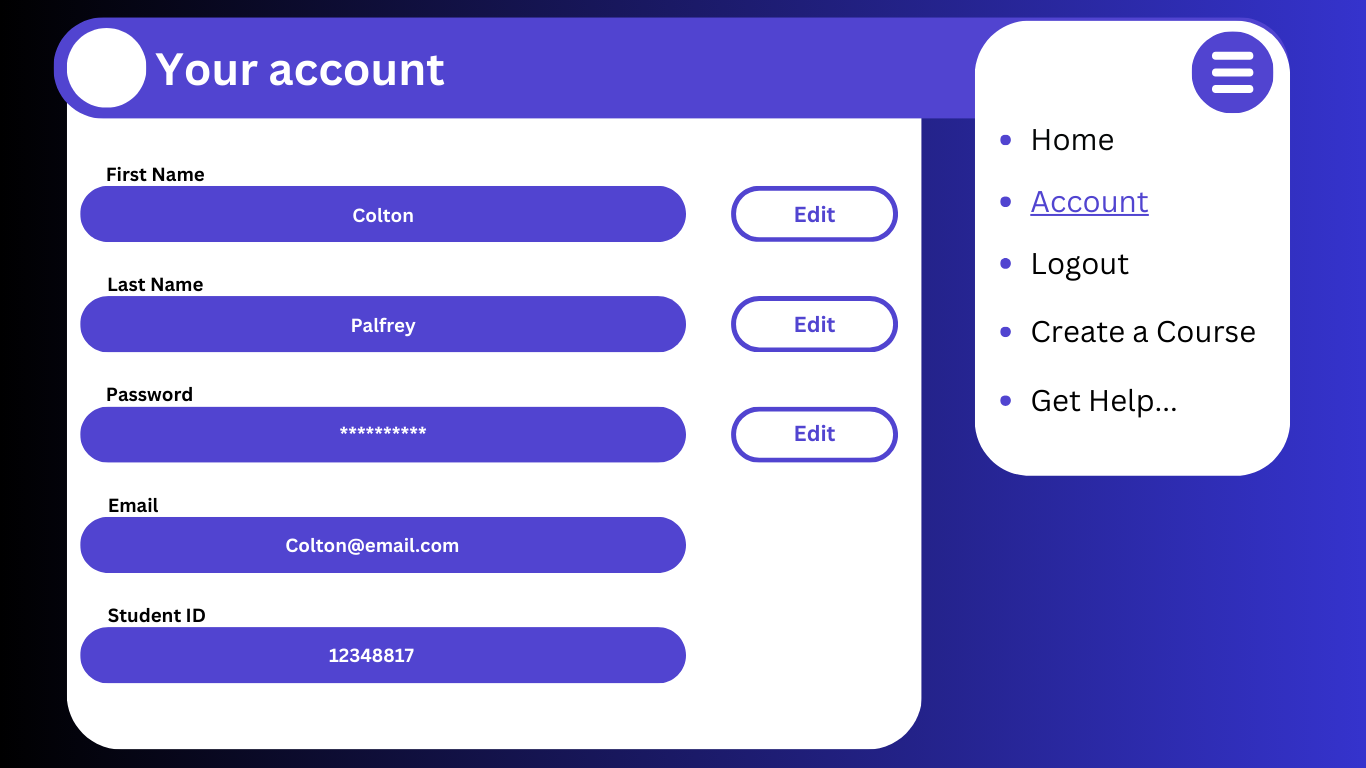 Your account
First Name
Colton
Edit
Last Name
Palfrey
Edit
Password
**********
Edit
Email
Colton@email.com
Student ID
12348817
Home
Account
Logout
Create a Course
Get Help...